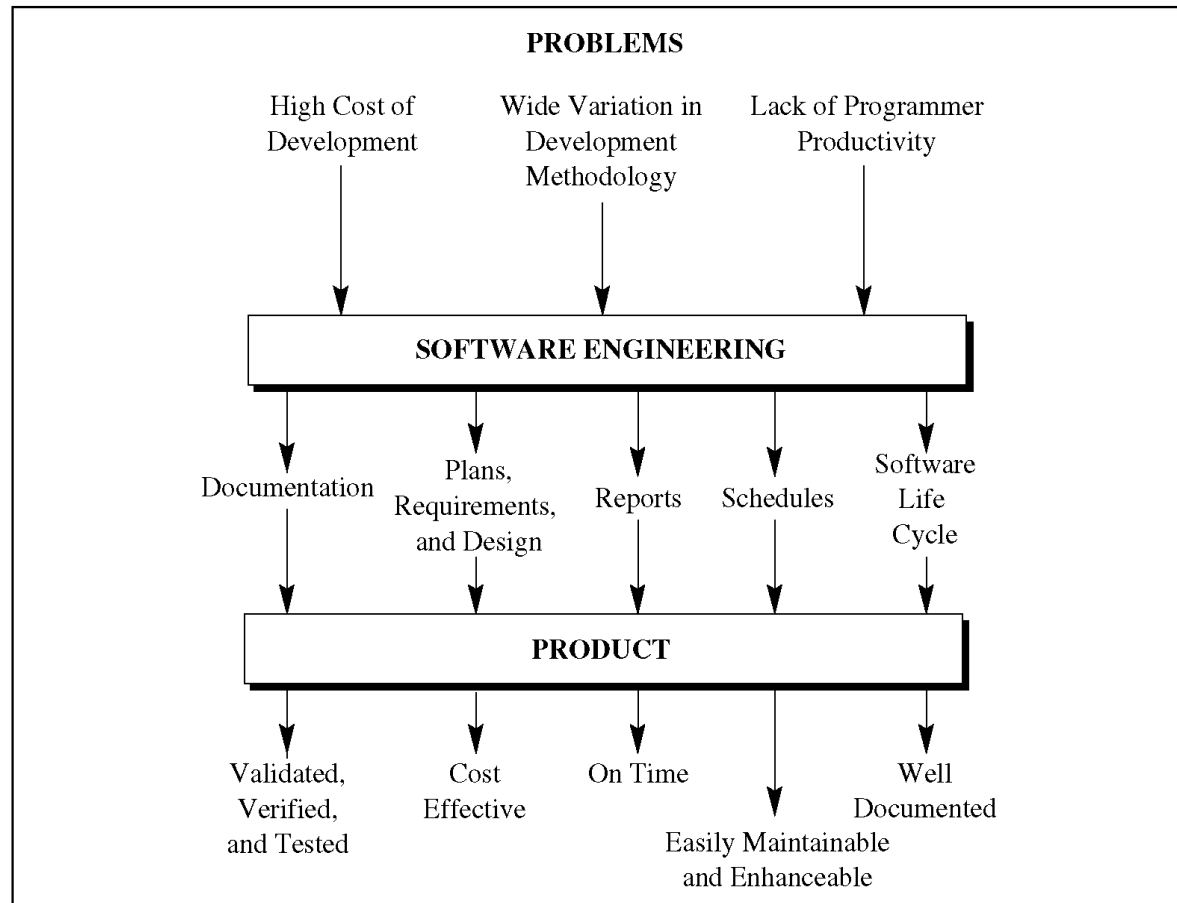 PROBLEMS
High Cost of
Development
Wide Variation in
Development
Methodology
Lack of Programmer
Productivity
SOFTWARE ENGINEERING
Documentation
Plans,
Requirements,
and Design
Reports
Schedules
Software
Life
Cycle
PRODUCT
Validated,
Verified,
and Tested
Cost
Effective
On Time
Easily Maintainable
and Enhanceable
Well
Documented